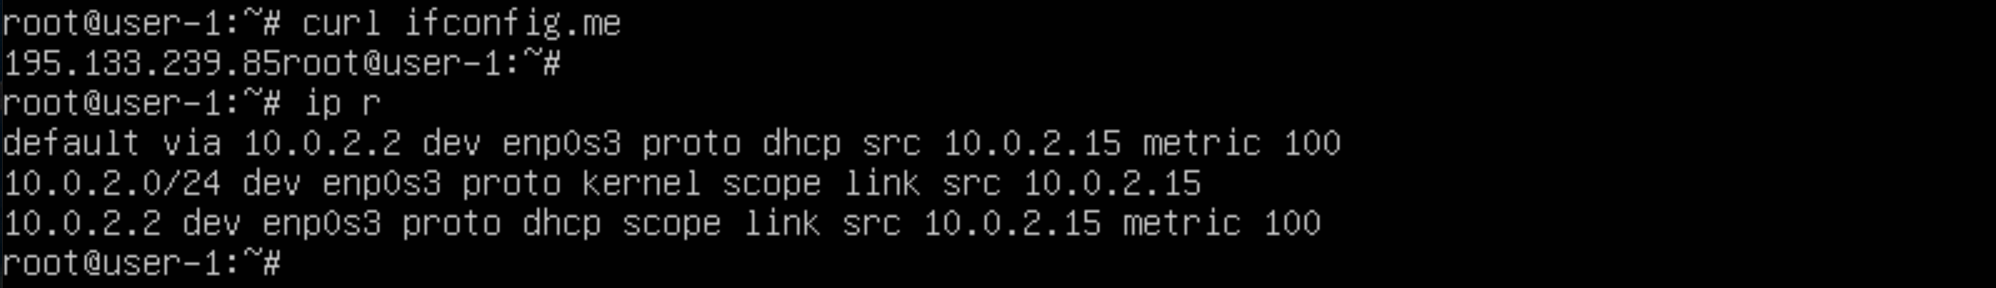 root@user-1:~# curl ifconfig.me
195.133.239.85root@user-1:~#
root@user-1:~# ip r
default via 10.0.2.2 dev enp0s3 proto dhcp src 10.0.2.15 metric 100
10.0.2.0/24 dev enp0s3 proto kernel scope link src 10.0.2.15
10.0.2.2 dev enp0s3 proto dhcp scope link src 10.0.2.15 metric 100
root@user-1:~#